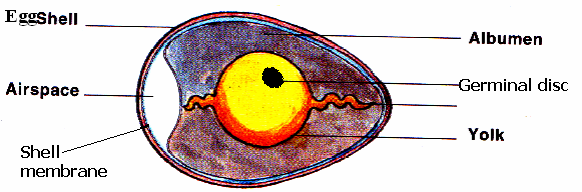 EggShell
Albumen
Airspace
Germinal disc
Yolk
Shell
membrane